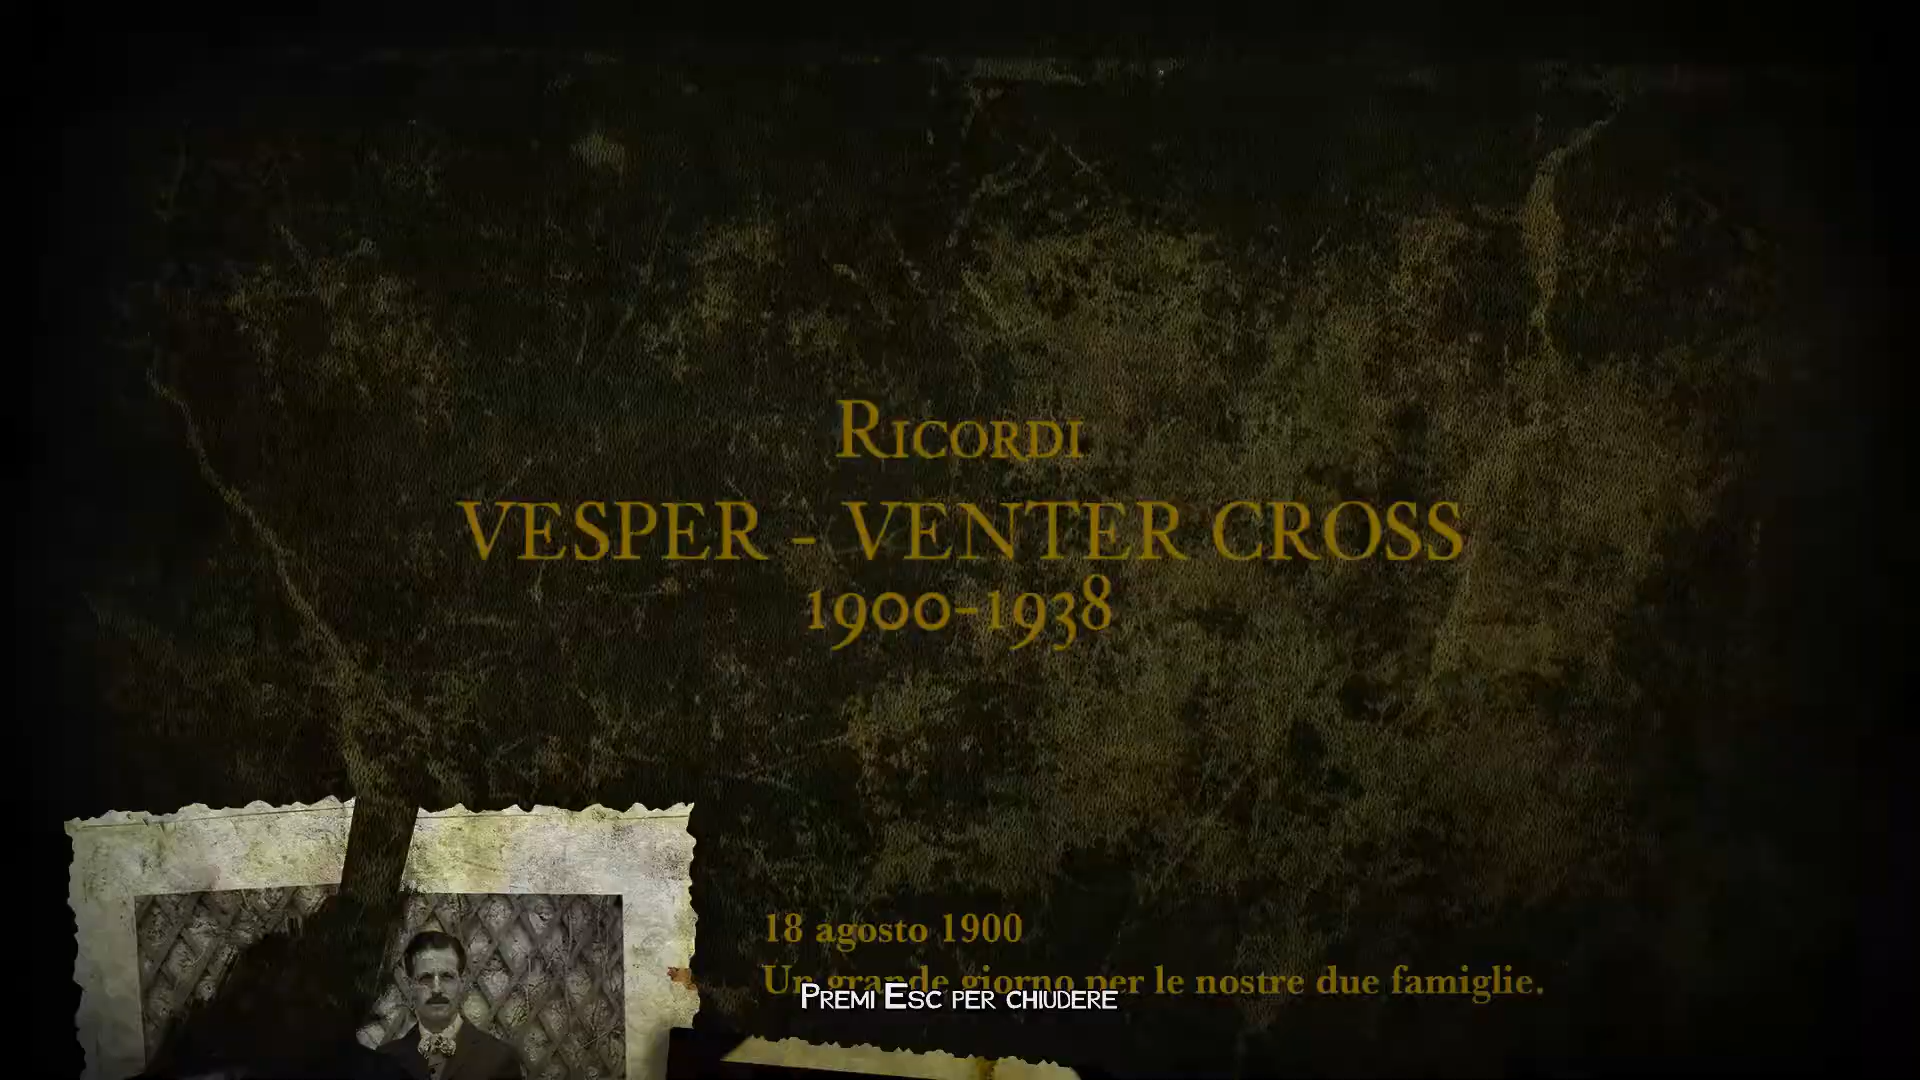 Ricordi
VESPER - VENTER CROSS
1900-1938
18 agosto 1900
Un grande giorno per le nostre due famiglie.
Premi Esc per chiudere